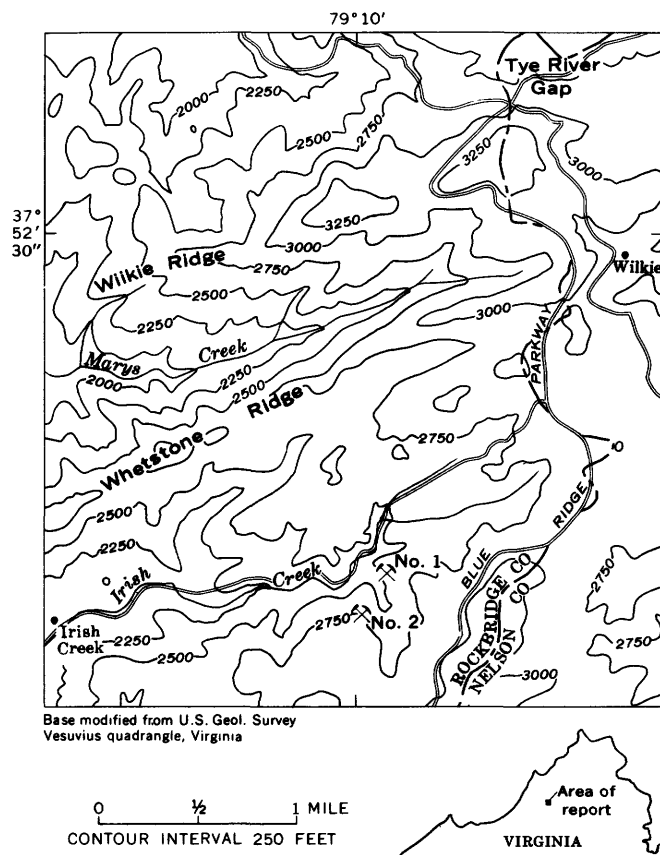 79°10'
Tye River
Gap
2000
2250
2500
2750
3250
3000
37°
52'
30"
3250
3000
Wilkie
Wilkie Ridge
2750
2500
2250
3000
PARKWAY
Marys Creek
2000
2250
2500
Whetstone Ridge
2750
2500
2250
RIDGE
BLUE
No. 1
Irish Creek
2750
No. 2
ROCKBRIDGE CO
NELSON CO
2750
Irish
Creek
2250
2500
2750
3000
Base modified from U.S. Geol. Survey
Vesuvius quadrangle, Virginia
0 ½ 1 MILE
CONTOUR INTERVAL 250 FEET
Area of
report
VIRGINIA